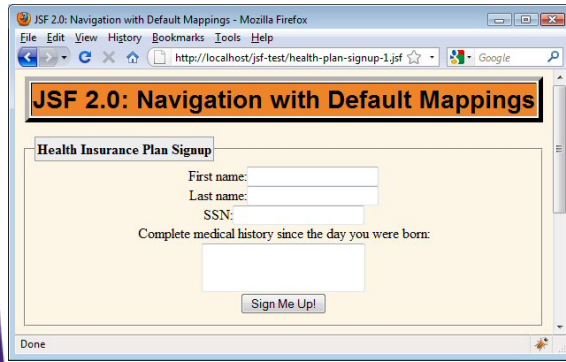 JSF 2.0: Navigation with Default Mappings - Mozilla Firefox
File Edit View History Bookmarks Tools Help
http://localhost/jsf-test/health-plan-signup-1.jsf Google
JSF 2.0: Navigation with Default Mappings
Health Insurance Plan Signup
First name:
Last name:
SSN:
Complete medical history since the day you were born:
Sign Me Up!
Done